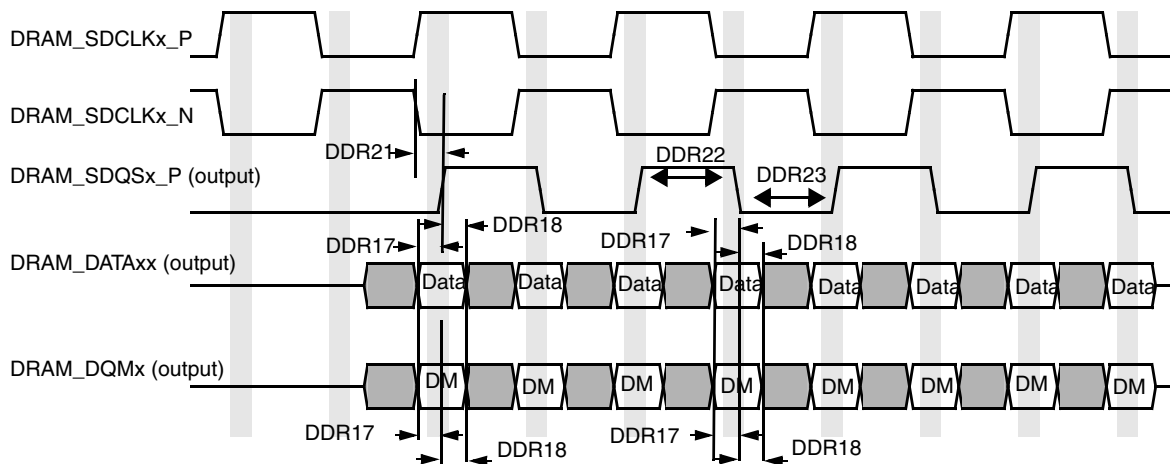 DRAM_SDCLKx_P
DRAM_SDCLKx_N
DDR21
DDR22
DRAM_SDQSx_P (output)
DDR23
DDR18
DDR17
DDR17
DDR18
DRAM_DATAxx (output)
Data Data Data Data Data Data Data Data
DRAM_DQMx (output)
DM DM DM DM DM DM DM DM
DDR17
DDR18
DDR17
DDR18